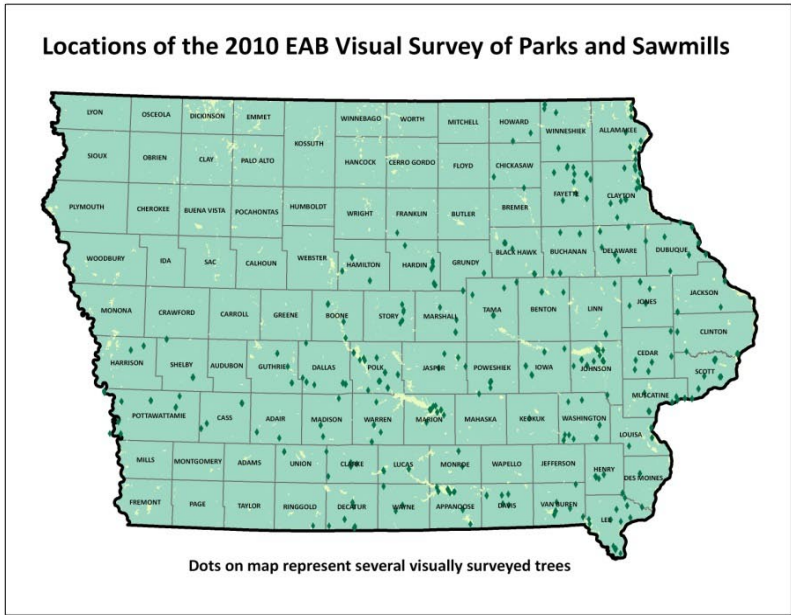 Locations of the 2010 EAB Visual Survey of Parks and Sawmills
LYON OSCEOLA DICKINSON EMMET KOSSUTH WINNEBAGO WORTH MITCHELL HOWARD WINNESHIEK ALLAMAKEE
SIOUX OBRIEN CLAY PALO ALTO HANCOCK CERRO GORDO FLOYD CHICKASAW
PLYMOUTH CHEROKEE BUENA VISTA POCAHONTAS HUMBOLDT WRIGHT FRANKLIN BUTLER BREMER FAYETTE CLAYTON
WOODBURY IDA SAC CALHOUN WEBSTER HAMILTON HARDIN GRUNDY BLACK HAWK BUCHANAN DELAWARE DUBUQUE
MONONA CRAWFORD CARROLL GREENE BOONE STORY MARSHALL TAMA BENTON LINN JONES JACKSON
CLINTON
HARRISON SHELBY AUDUBON GUTHRIE DALLAS POLK JASPER POWESHIEK IOWA JOHNSON CEDAR SCOTT
MUSCATINE
POTTAWATTAMIE CASS ADAIR MADISON WARREN MARION MAHASKA KEOKUK WASHINGTON LOUISA
MILLS MONTGOMERY ADAMS UNION CLARKE LUCAS MONROE WAPELLO JEFFERSON HENRY DES MOINES
FREMONT PAGE TAYLOR RINGGOLD DECATUR WAYNE APPANOOSE DAVIS VAN BUREN LEE
Dots on map represent several visually surveyed trees